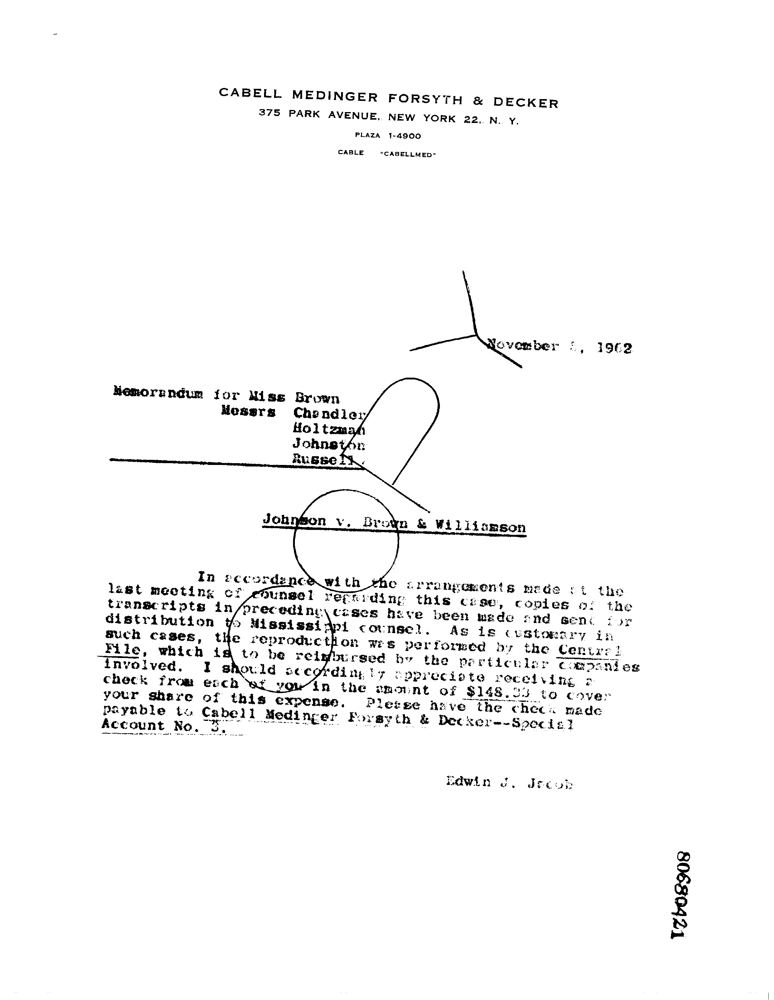 CABELL MEDINGER FORSYTH & DECKER
375 PARK AVENUE, NEW YORK 22, N. Y.
PLAZA 1-4900
CABLE "CABELLMED"
November , 1962
Memorandum for Miss Brown
Messrs Chandler
Holtzman
Johnston
Russell.
Johnson v. Brown & Williamson
In accordance with the arrangements made at the
last meeting of counsel regarding this case, copies of the
transcripts in preceding cases have been made and sent for
distribution to Mississippi counsel. As is customary in
such cases, the reproduction was performed by the Central
File, which is to be reimbursed by the particular companies
involved. I should accordingly appreciate receiving a
check from each of you in the amount of $148.33 to cover
your share of this expense. Please have the check made
payable to Cabell Medinger Forsyth & Decker--Special
Account No. 3.
Edwin J. Jacob
80680421